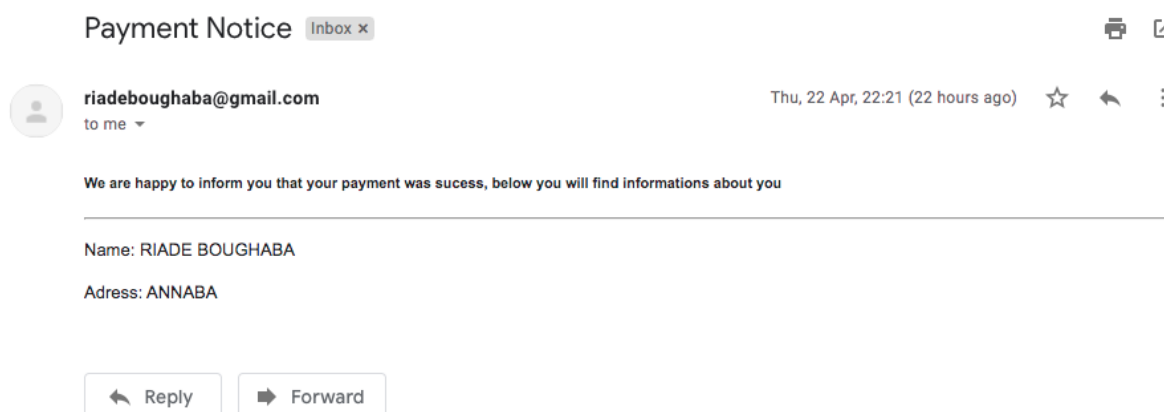 Payment Notice Inbox ×
riadeboughaba@gmail.com Thu, 22 Apr, 22:21 (22 hours ago)
to me
We are happy to inform you that your payment was sucess, below you will find informations about you
Name: RIADE BOUGHABA
Adress: ANNABA
Reply Forward